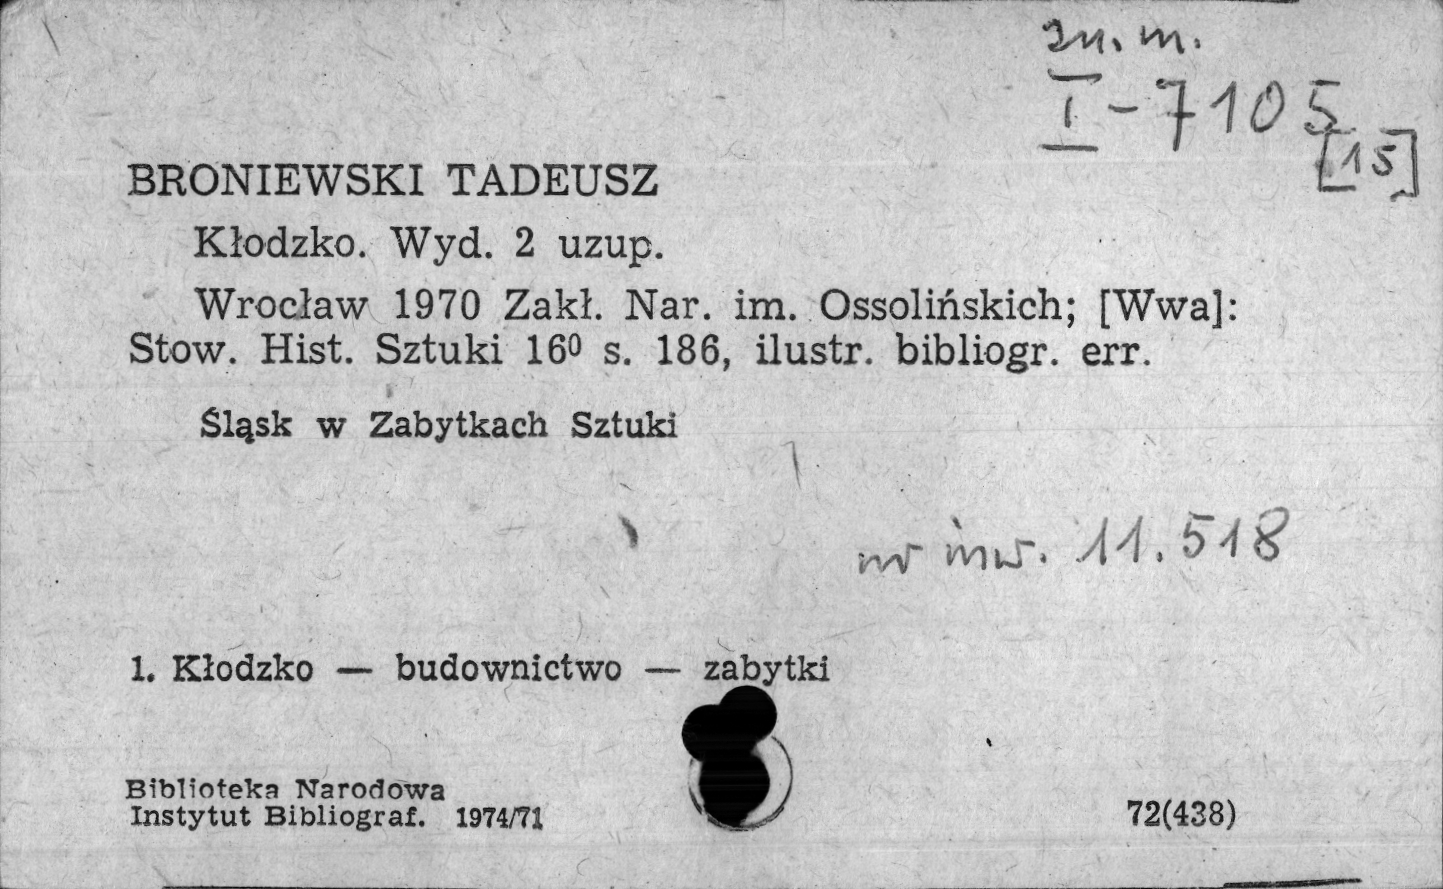 zn. m.
I-7105
[15]
BRONIEWSKI TADEUSZ
Kłodzko. Wyd. 2 uzup.
Wrocław 1970 Zakł. Nar. im. Ossolińskich; [Wwa]:
Stow. Hist. Sztuki 16⁰ s. 186, ilustr. bibliogr. err.
Śląsk w Zabytkach Sztuki
nr inw. 11.518
1. Kłodzko — budownictwo — zabytki
Biblioteka Narodowa
Instytut Bibliograf. 1974/71
72(438)